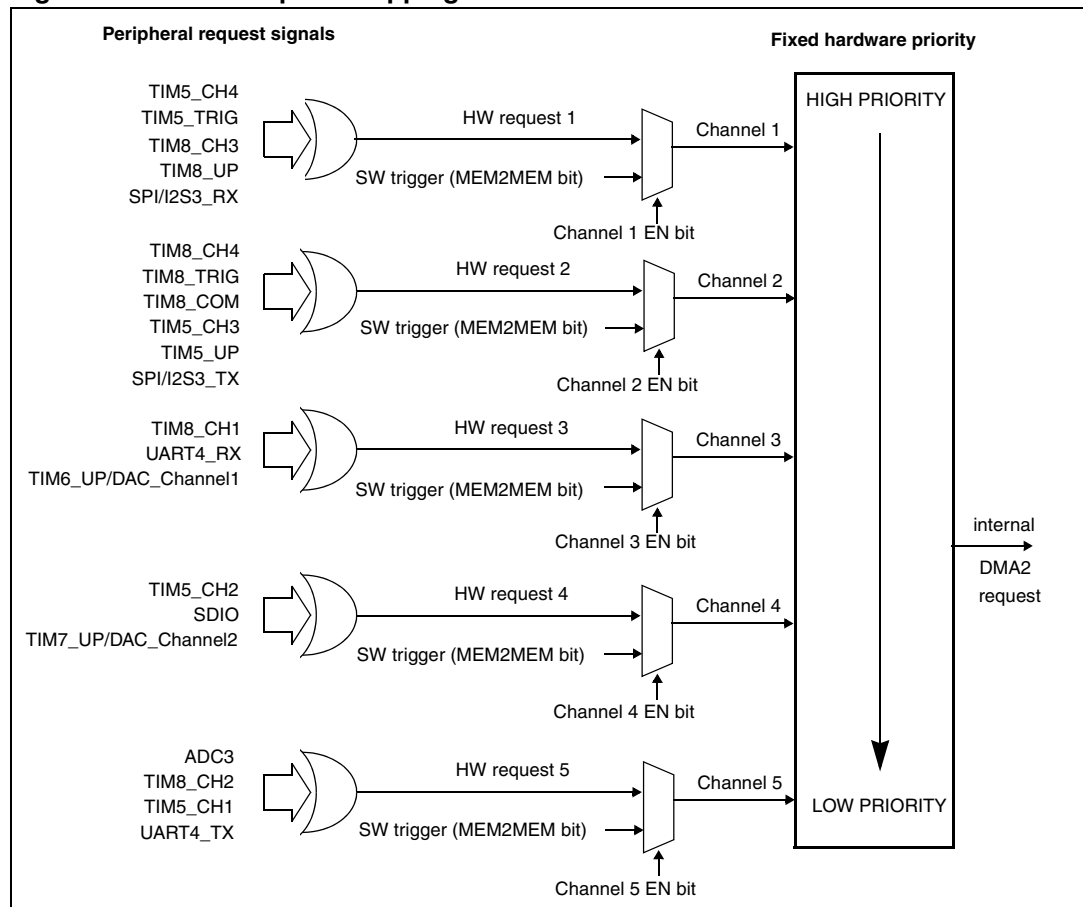 Peripheral request signals
Fixed hardware priority
TIM5_CH4
TIM5_TRIG
TIM8_CH3
TIM8_UP
SPI/I2S3_RX
HW request 1
SW trigger (MEM2MEM bit)
Channel 1
Channel 1 EN bit
HIGH PRIORITY
TIM8_CH4
TIM8_TRIG
TIM8_COM
TIM5_CH3
TIM5_UP
SPI/I2S3_TX
HW request 2
SW trigger (MEM2MEM bit)
Channel 2
Channel 2 EN bit
TIM8_CH1
UART4_RX
TIM6_UP/DAC_Channel1
HW request 3
SW trigger (MEM2MEM bit)
Channel 3
Channel 3 EN bit
internal
DMA2
request
TIM5_CH2
SDIO
TIM7_UP/DAC_Channel2
HW request 4
SW trigger (MEM2MEM bit)
Channel 4
Channel 4 EN bit
ADC3
TIM8_CH2
TIM5_CH1
UART4_TX
HW request 5
SW trigger (MEM2MEM bit)
Channel 5
Channel 5 EN bit
LOW PRIORITY